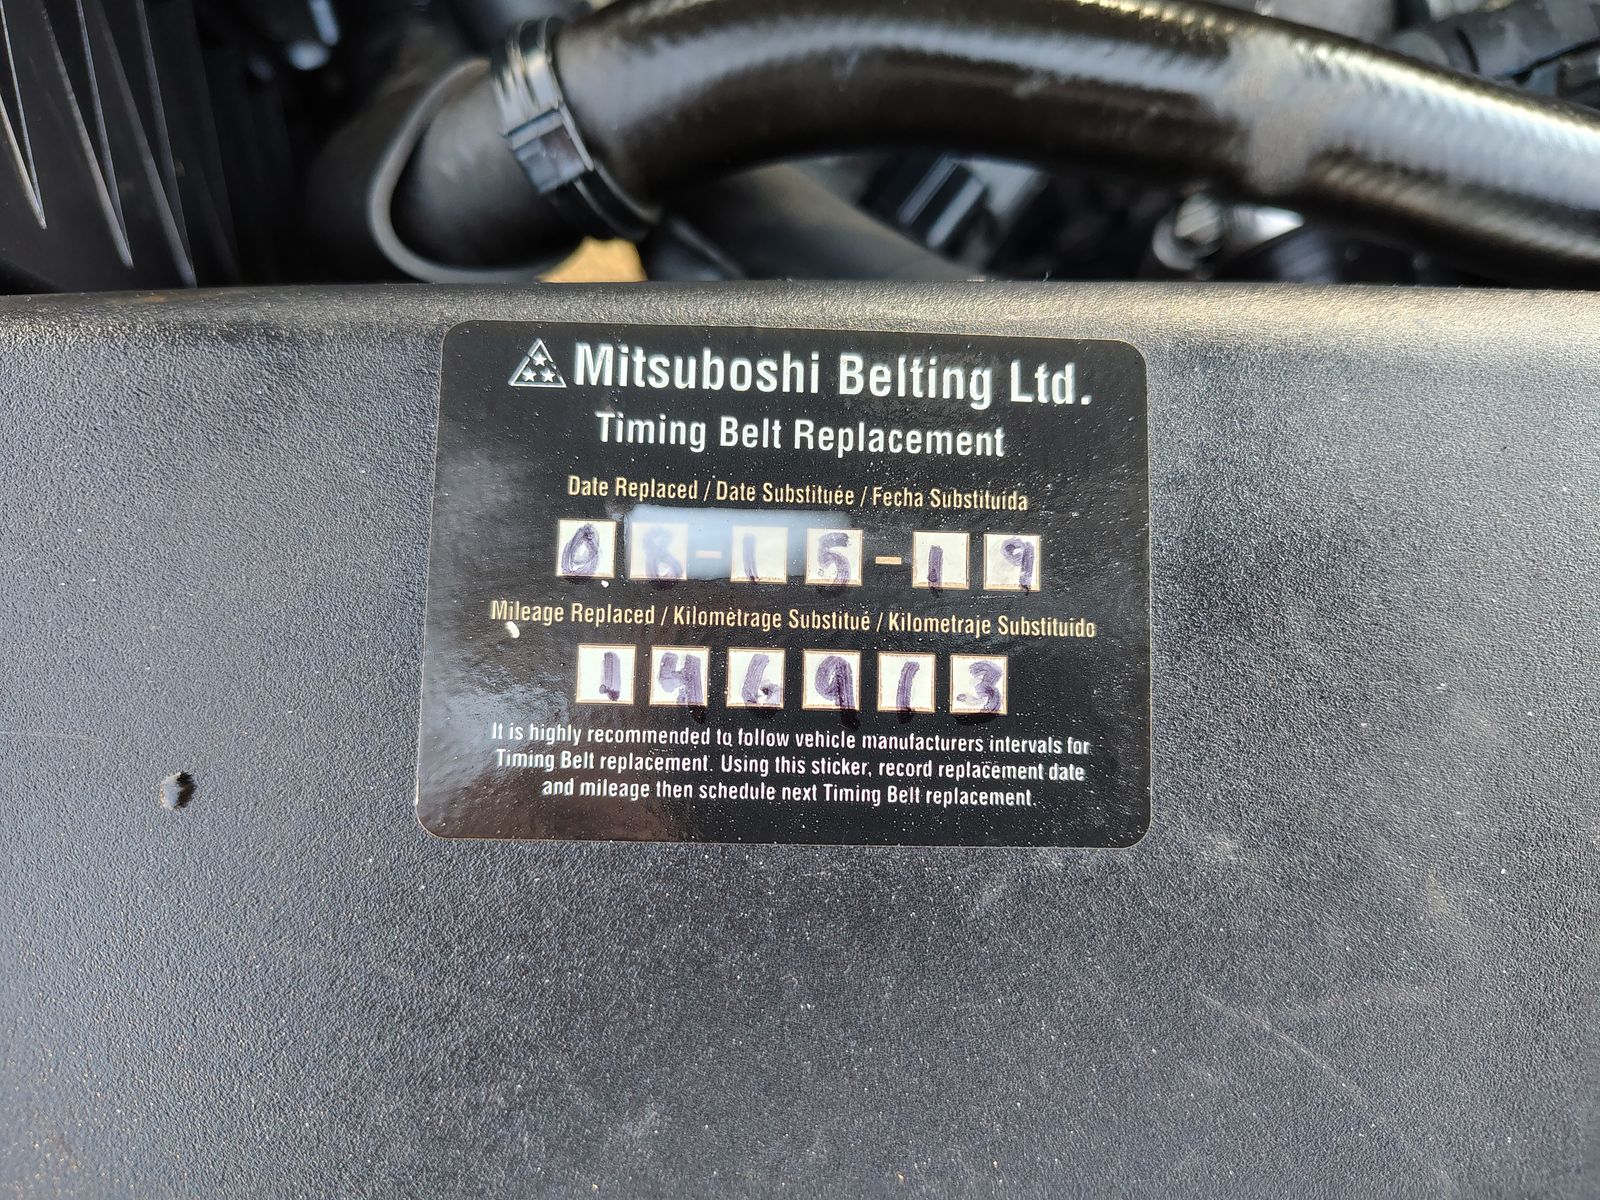 Mitsuboshi Belting Ltd.
Timing Belt Replacement
Date Replaced / Date Substituée / Fecha Substituida
08-15-19
Mileage Replaced / Kilométrage Substitué / Kilometraje Substituido
146913
It is highly recommended to follow vehicle manufacturers intervals for
Timing Belt replacement. Using this sticker, record replacement date
and mileage then schedule next Timing Belt replacement.